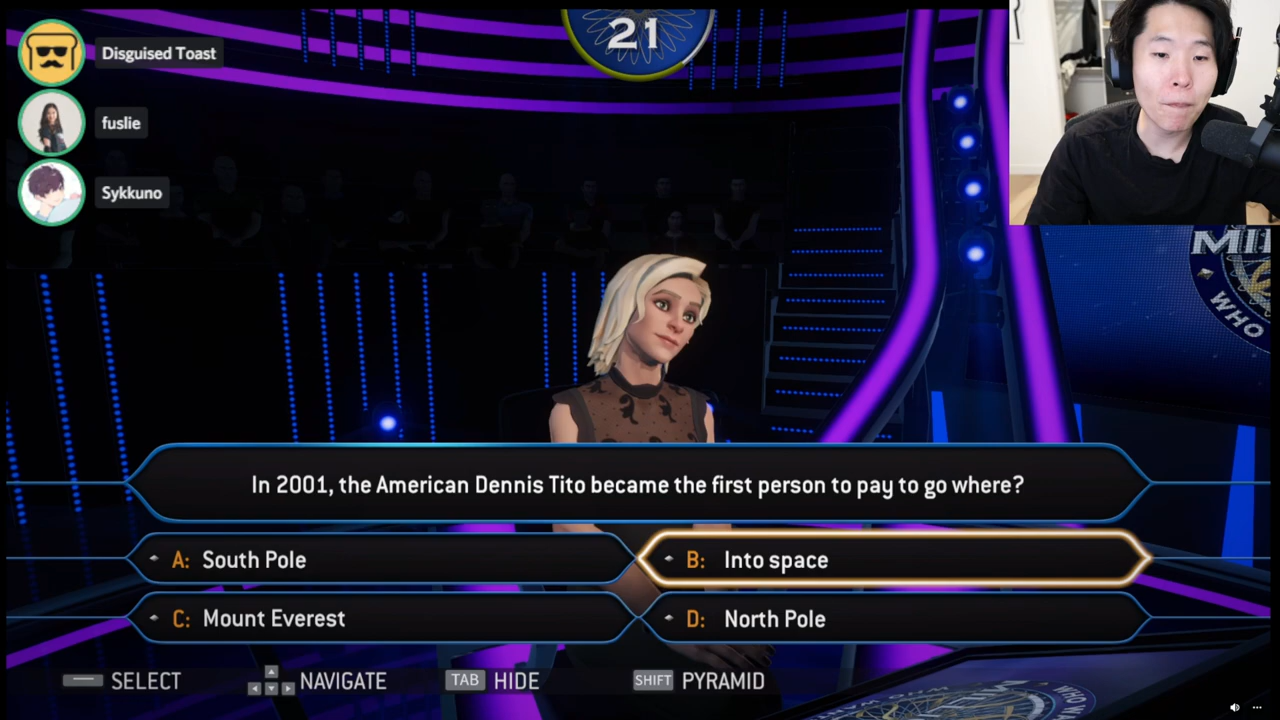 21
Disguised Toast
fuslie
Sykkuno
WHO
In 2001, the American Dennis Tito became the first person to pay to go where?
A: South Pole
B: Into space
C: Mount Everest
D: North Pole
SELECT
NAVIGATE
TAB HIDE
SHIFT PYRAMID